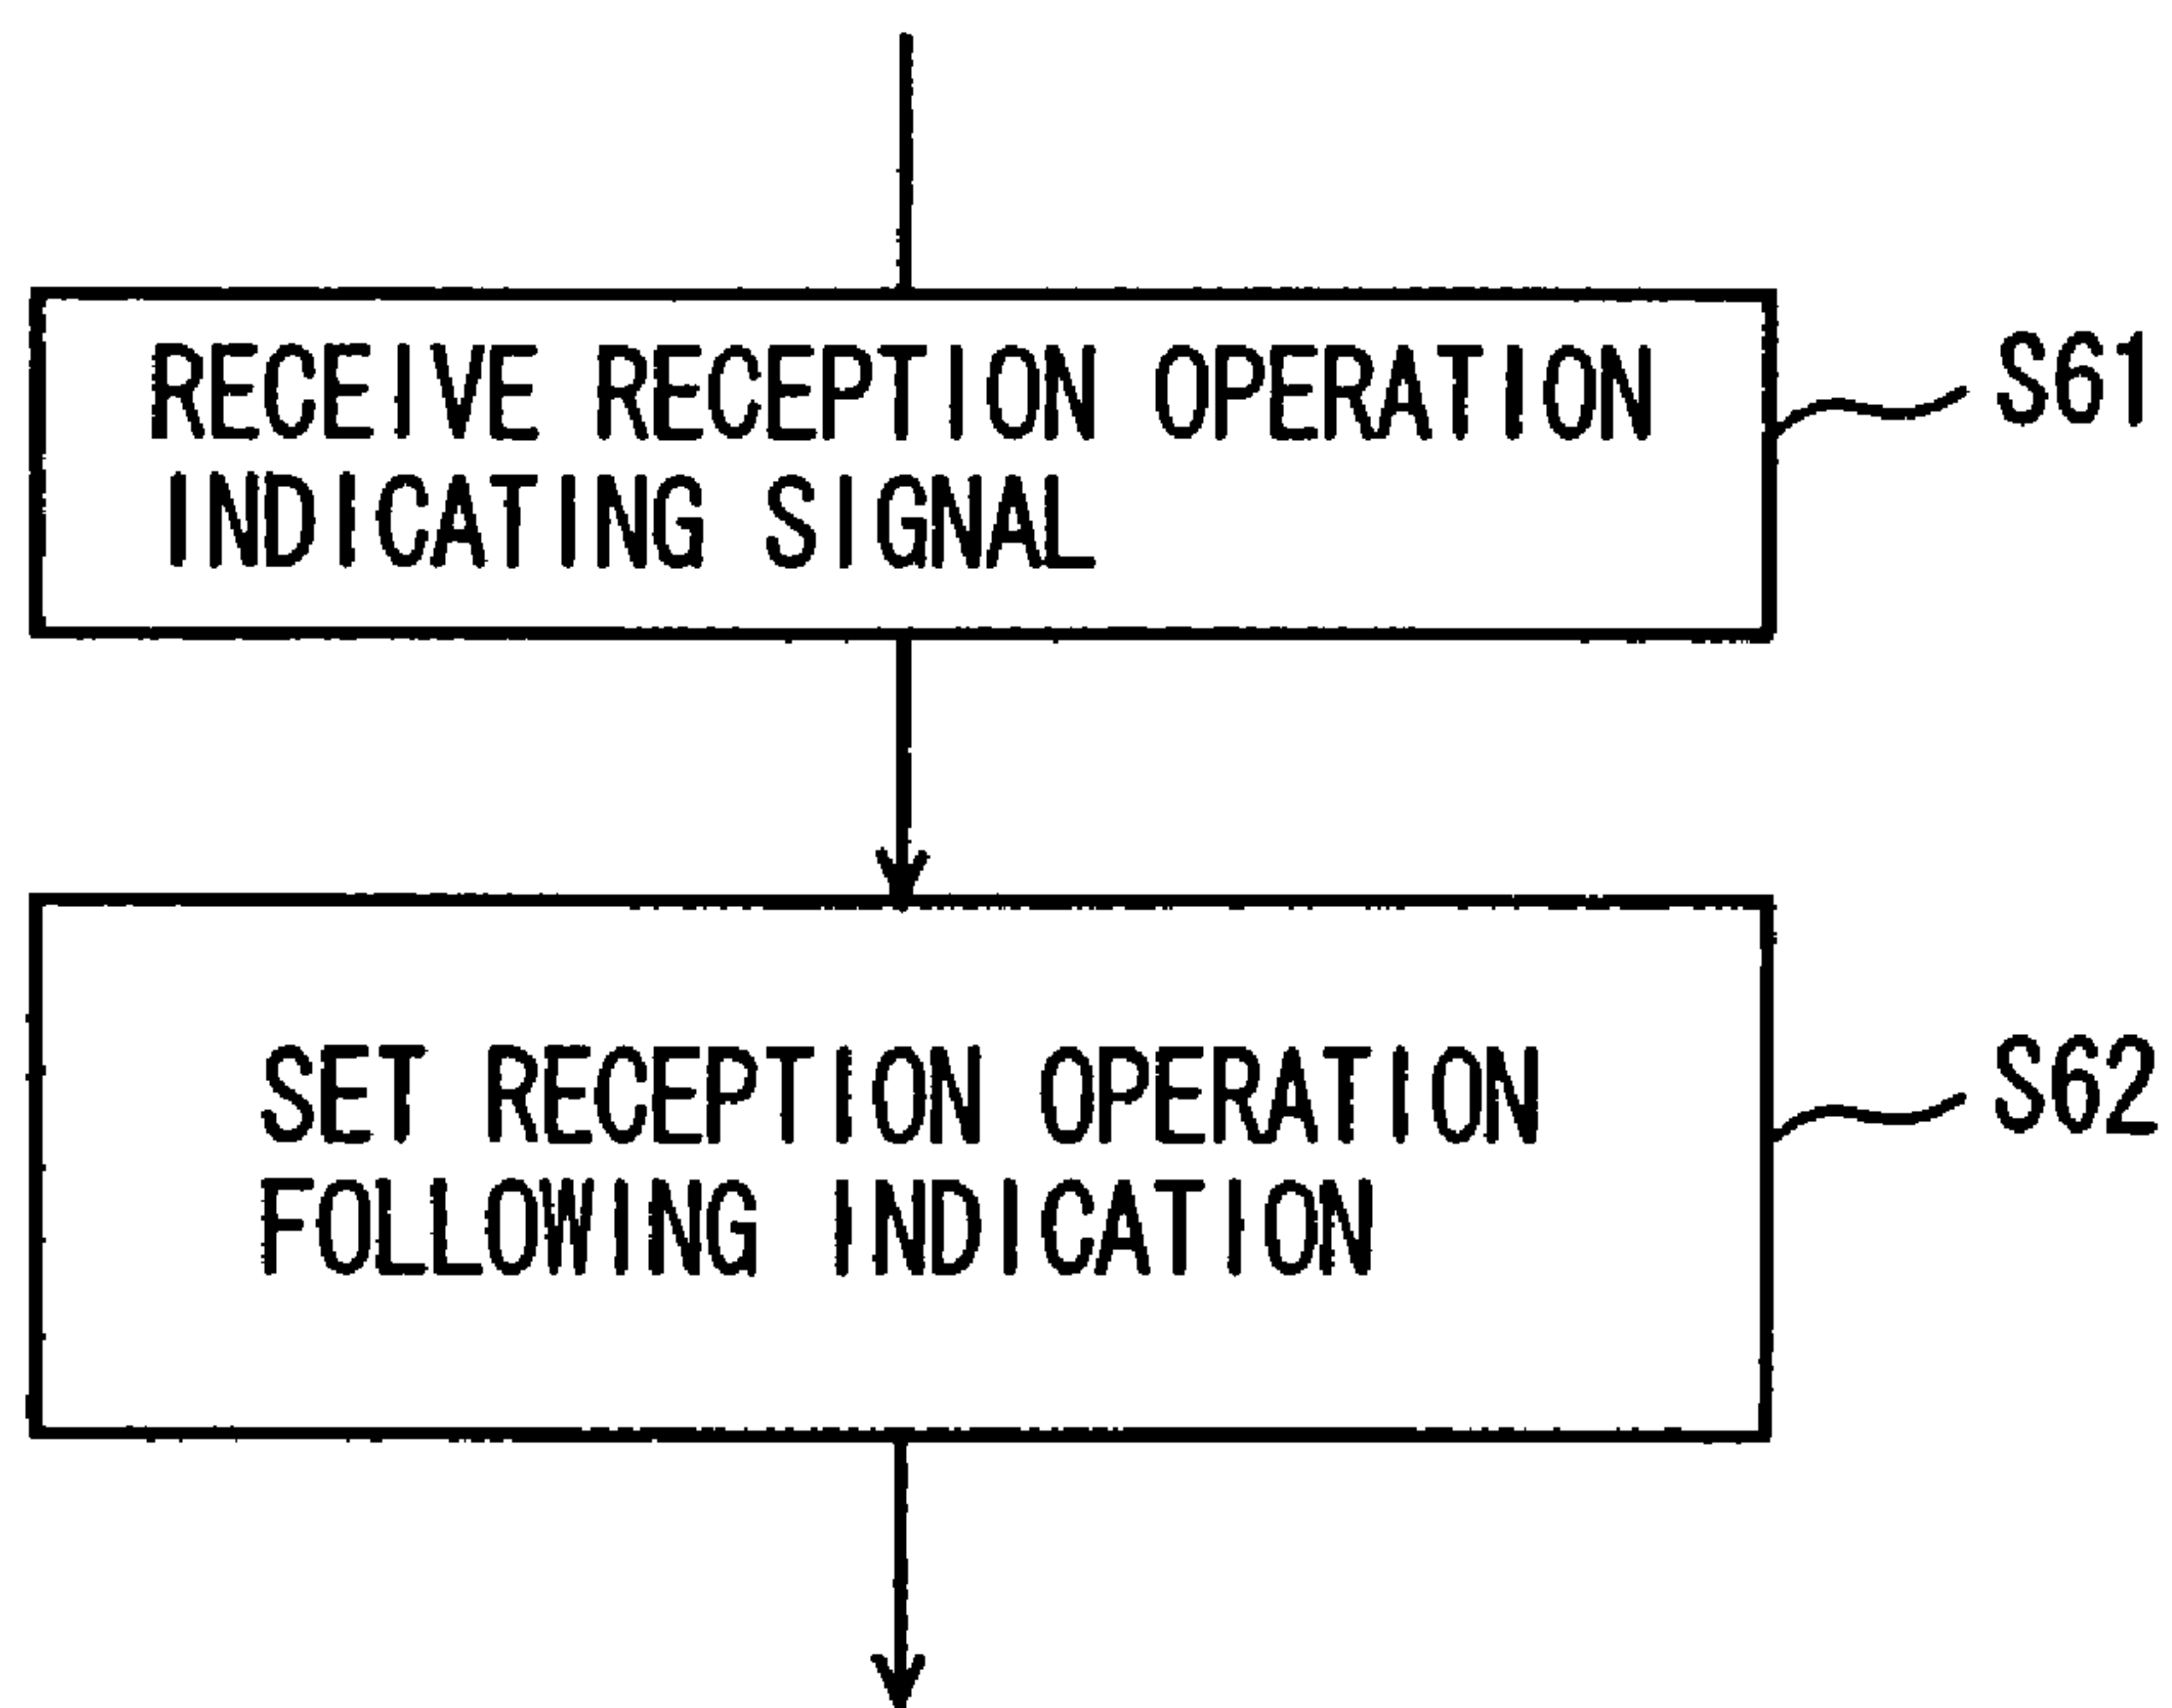 RECEIVE RECEPTION OPERATION
INDICATING SIGNAL
S61
SET RECEPTION OPERATION
FOLLOWING INDICATION
S62